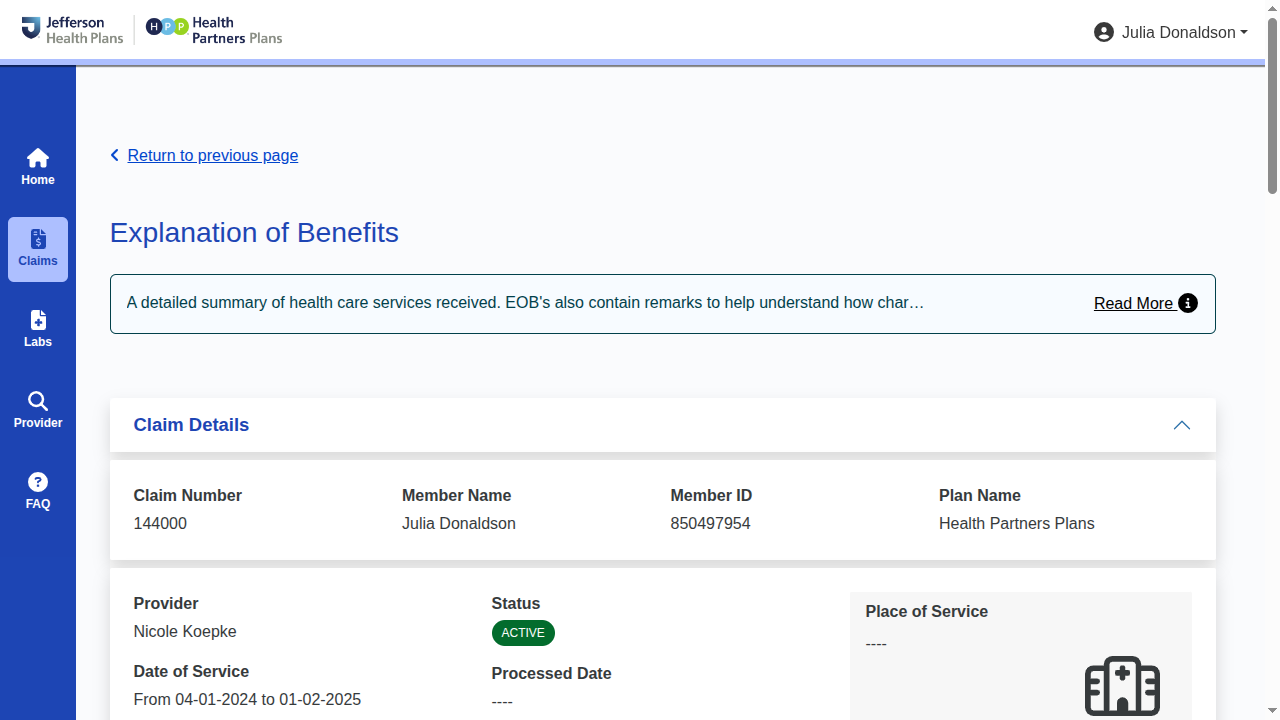 Jefferson
Health Plans
HPP
Health
Partners Plans
Julia Donaldson
Home
Claims
Labs
Provider
FAQ
Return to previous page
Explanation of Benefits
A detailed summary of health care services received. EOB's also contain remarks to help understand how char…
Read More
Claim Details
Claim Number
144000
Member Name
Julia Donaldson
Member ID
850497954
Plan Name
Health Partners Plans
Provider
Nicole Koepke
Date of Service
From 04-01-2024 to 01-02-2025
Status
ACTIVE
Processed Date
----
Place of Service
----